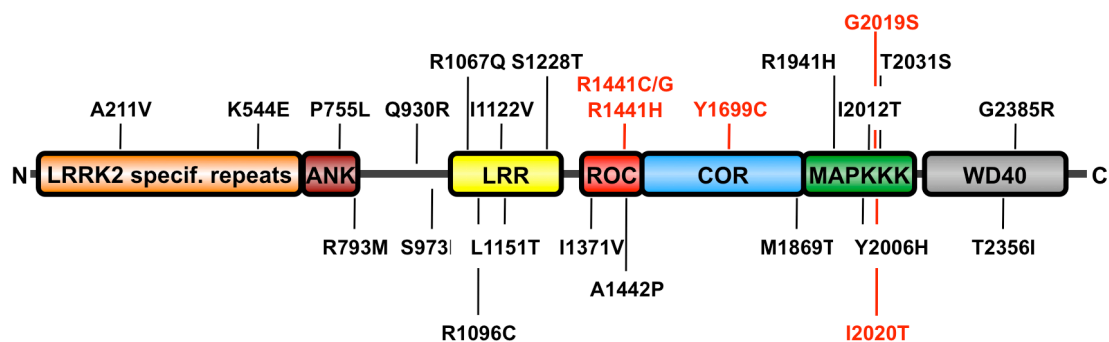 G2019S
R1067Q S1228T
R1941H
T2031S
R1441C/G
A211V
K544E
P755L
Q930R
I1122V
R1441H
Y1699C
I2012T
G2385R
N
LRRK2 specif. repeats
ANK
LRR
ROC
COR
MAPKKK
WD40
C
R793M
S973
L1151T
I1371V
M1869T
Y2006H
T2356I
A1442P
R1096C
I2020T